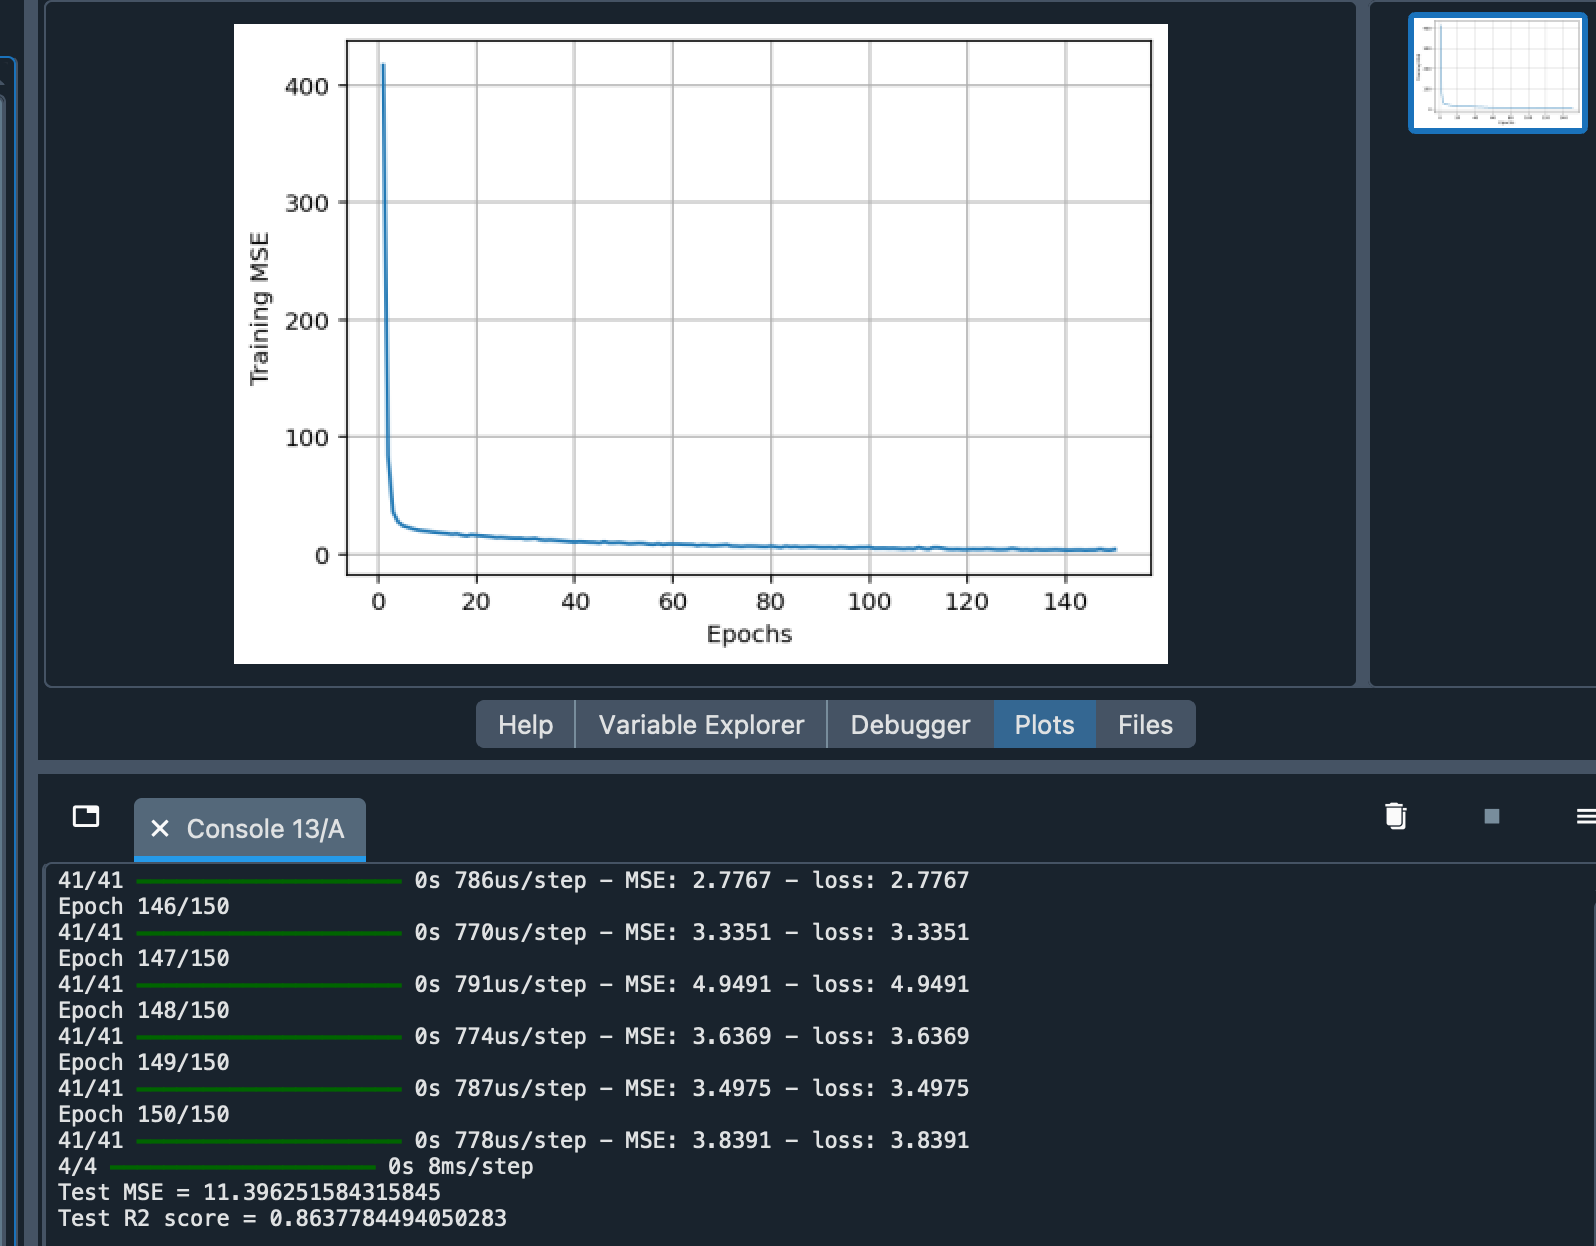 400
300
200
100
0
Training MSE
0 20 40 60 80 100 120 140
Epochs
Help Variable Explorer Debugger Plots Files
Console 13/A
41/41 0s 786us/step – MSE: 2.7767 – loss: 2.7767
Epoch 146/150
41/41 0s 770us/step – MSE: 3.3351 – loss: 3.3351
Epoch 147/150
41/41 0s 791us/step – MSE: 4.9491 – loss: 4.9491
Epoch 148/150
41/41 0s 774us/step – MSE: 3.6369 – loss: 3.6369
Epoch 149/150
41/41 0s 787us/step – MSE: 3.4975 – loss: 3.4975
Epoch 150/150
41/41 0s 778us/step – MSE: 3.8391 – loss: 3.8391
4/4 0s 8ms/step
Test MSE = 11.396251584315845
Test R2 score = 0.8637784494050283